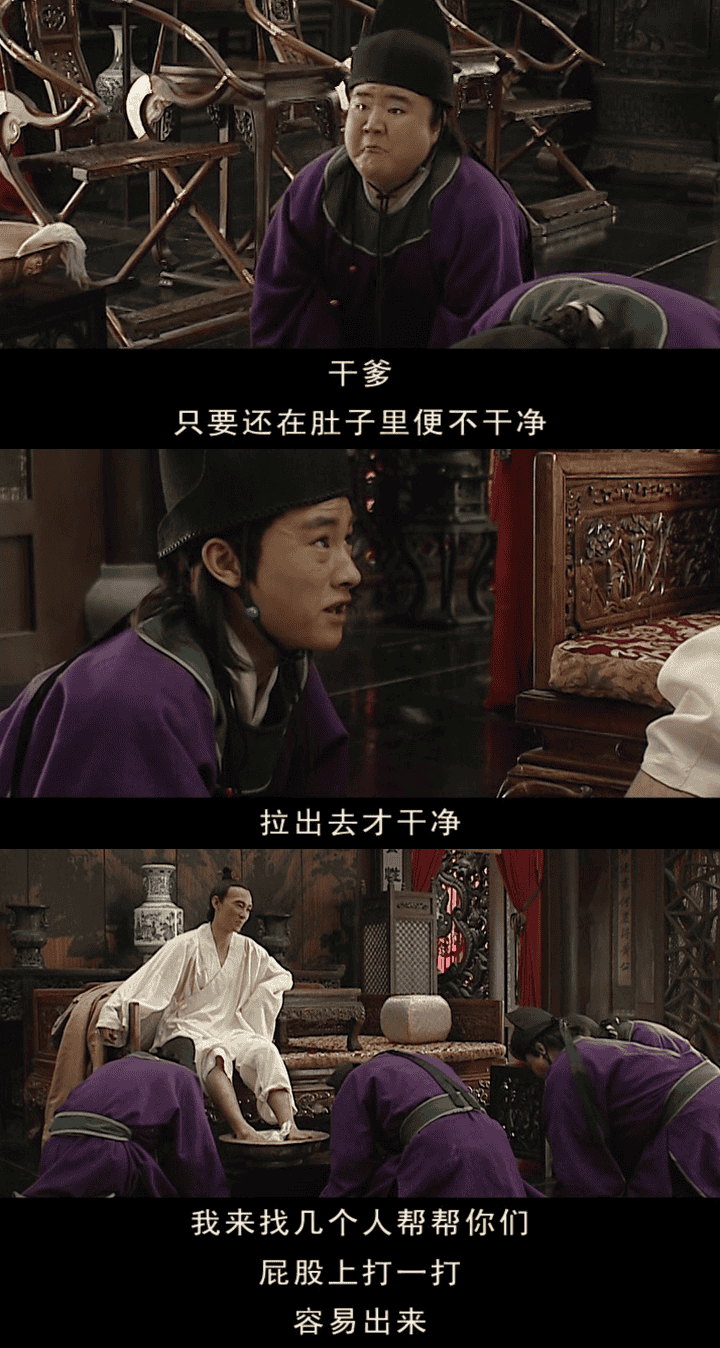 干爹
只要还在肚子里便不干净
拉出去才干净
我来找几个人帮帮你们
屁股上打一打
容易出来